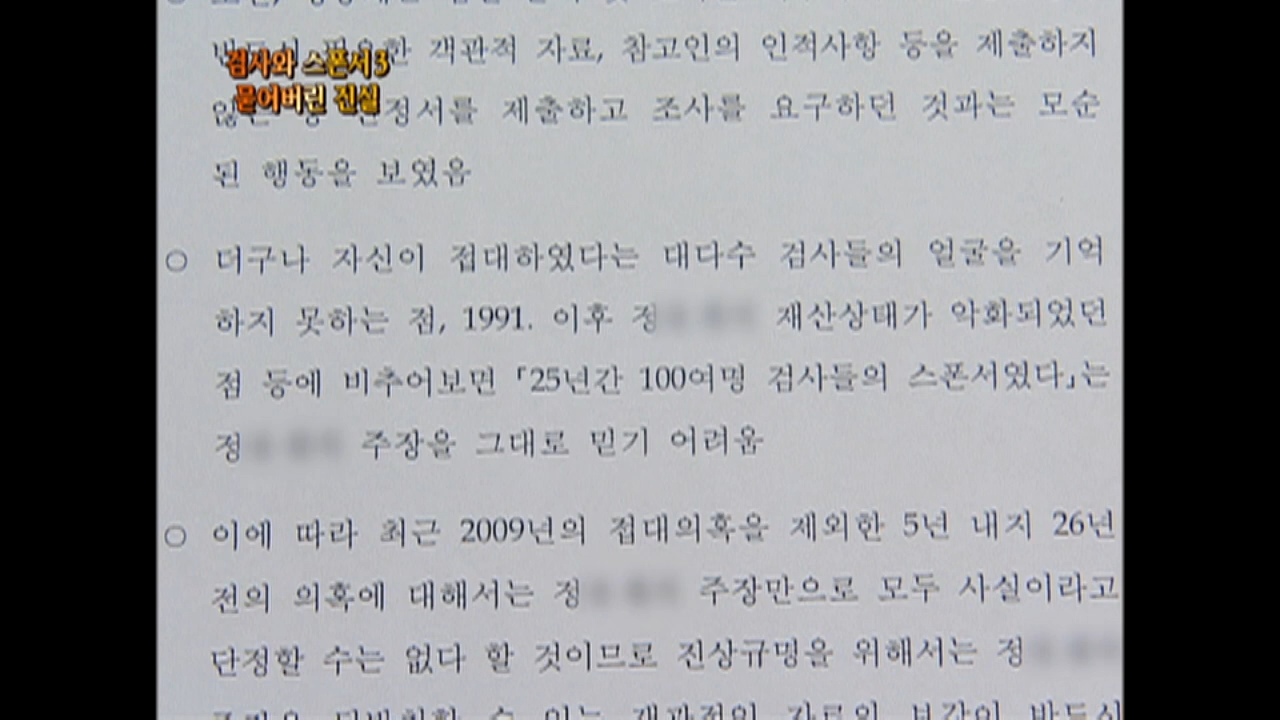 검사와 스폰서3
묻어버린 진실
객관적 자료, 참고인의 인적사항 등을 제출하지
제출하고 조사를 요구하던 것과는 모순
된 행동을 보였음
○ 더구나 자신이 접대하였다는 대다수 검사들의 얼굴을 기억
하지 못하는 점, 1991. 이후 정 재산상태가 악화되었던
점 등에 비추어보면 「25년간 100여명 검사들의 스폰서였다」는
정 주장을 그대로 믿기 어려움
○ 이에 따라 최근 2009년의 접대의혹을 제외한 5년 내지 26년
전의 의혹에 대해서는 정 주장만으로 모두 사실이라고
단정할 수는 없다 할 것이므로 진상규명을 위해서는 정